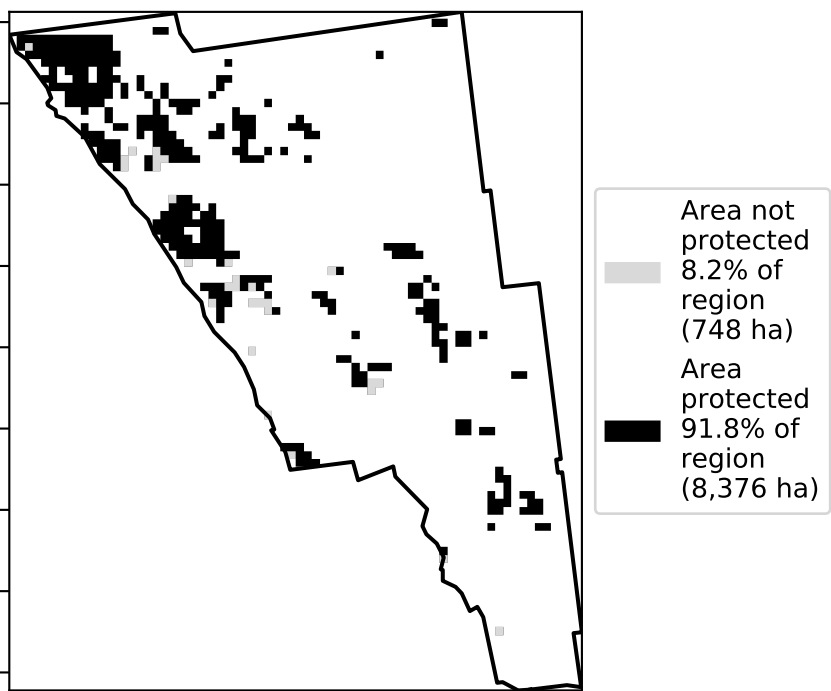 Area not
protected
8.2% of
region
(748 ha)
Area
protected
91.8% of
region
(8,376 ha)